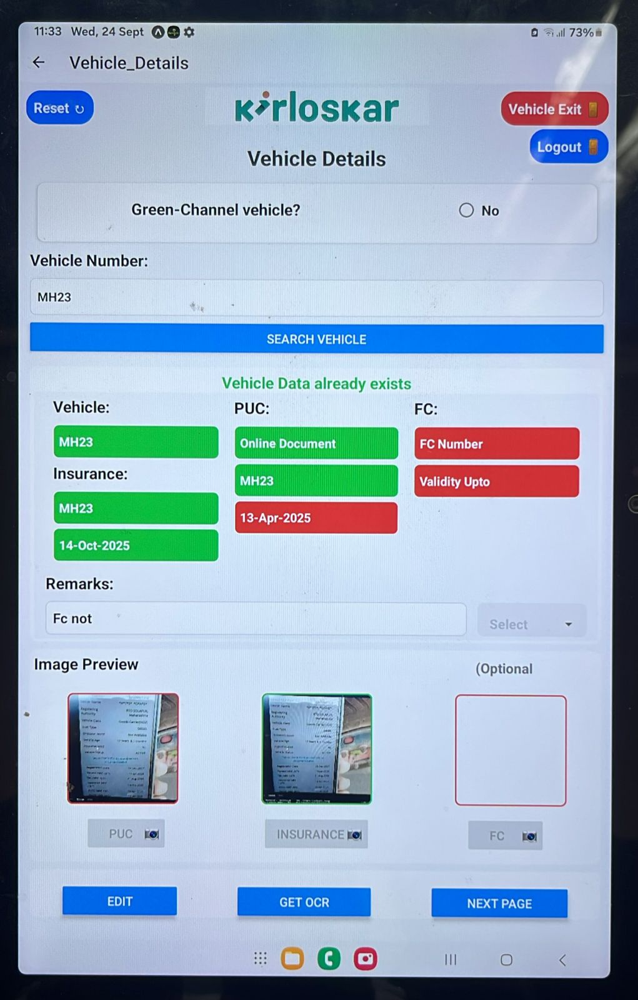 11:33 Wed, 24 Sept
73%
Vehicle_Details
Reset
kirloskar
Vehicle Exit
Logout
Vehicle Details
Green-Channel vehicle?
No
Vehicle Number:
MH23
SEARCH VEHICLE
Vehicle Data already exists
Vehicle:
MH23
Insurance:
MH23
14-Oct-2025
PUC:
Online Document
MH23
13-Apr-2025
FC:
FC Number
Validity Upto
Remarks:
Fc not
Select
Image Preview
(Optional
PUC
INSURANCE
FC
EDIT
GET OCR
NEXT PAGE